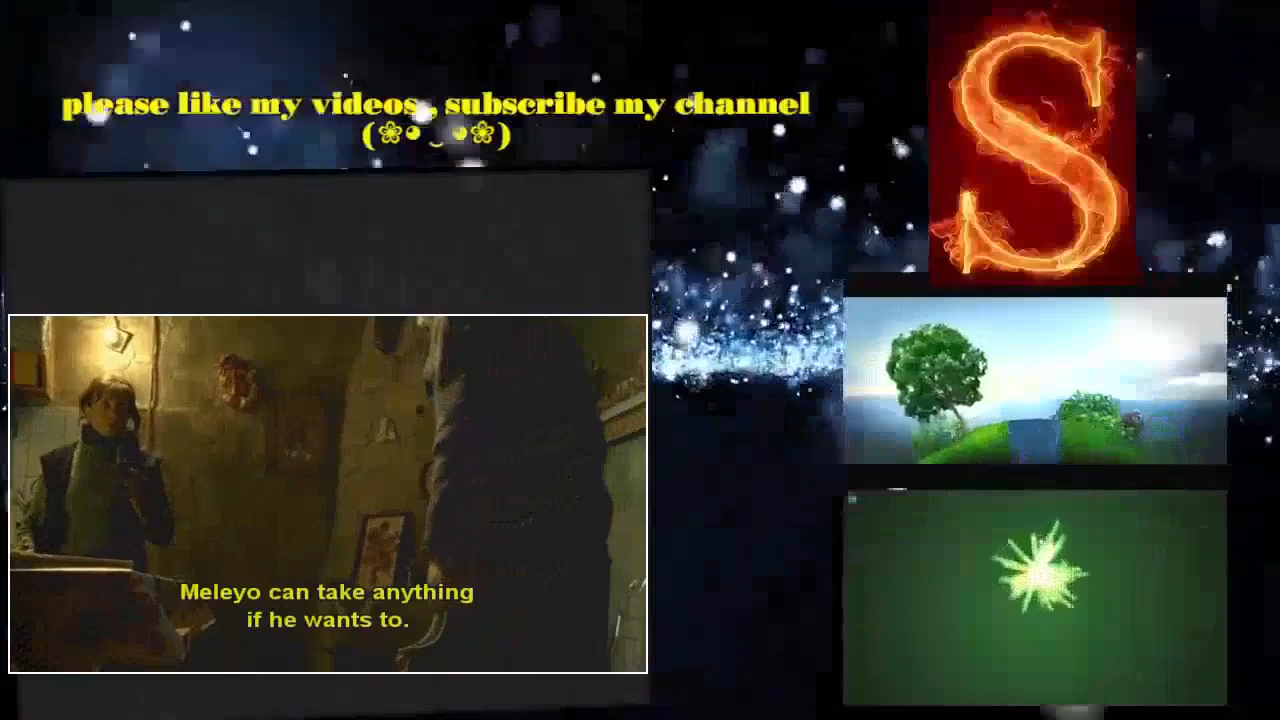 please like my videos , subscribe my channel
(❀◕ ‿ ◕❀)
S
Meleyo can take anything
if he wants to.